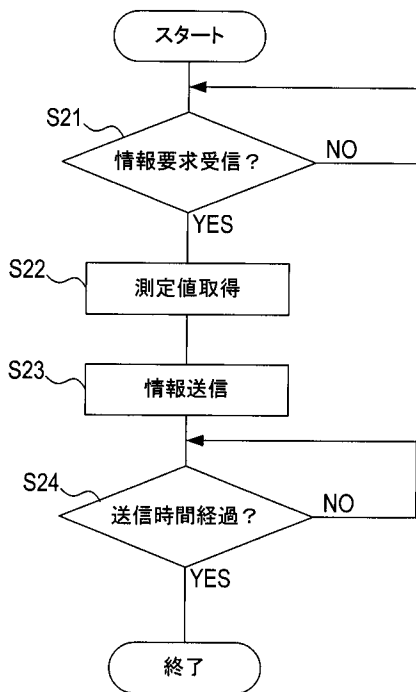 スタート
S21
情報要求受信?
NO
YES
S22
測定値取得
S23
情報送信
S24
送信時間経過?
NO
YES
終了